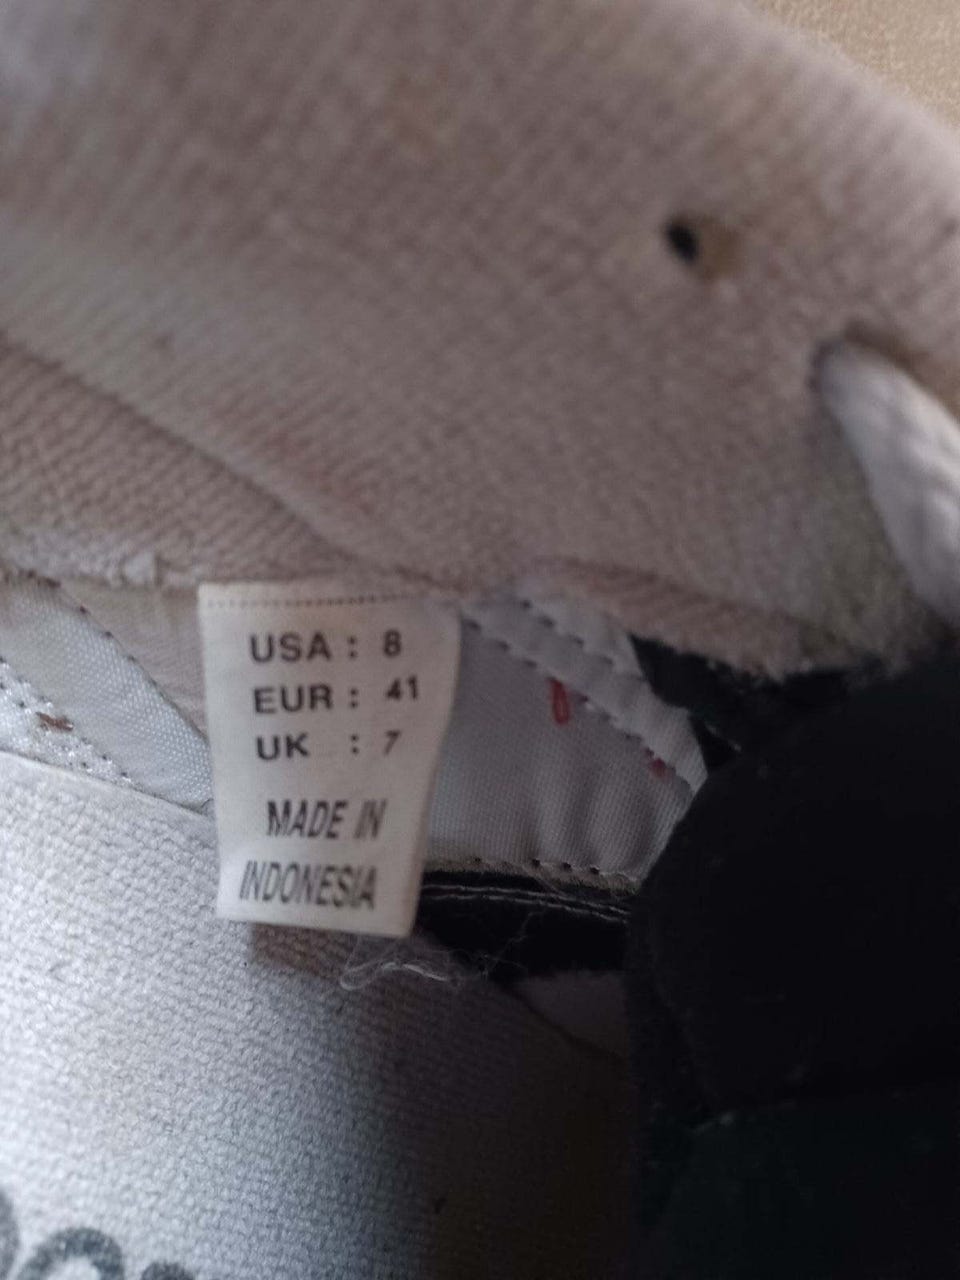 USA : 8
EUR : 41
UK : 7
MADE IN
INDONESIA